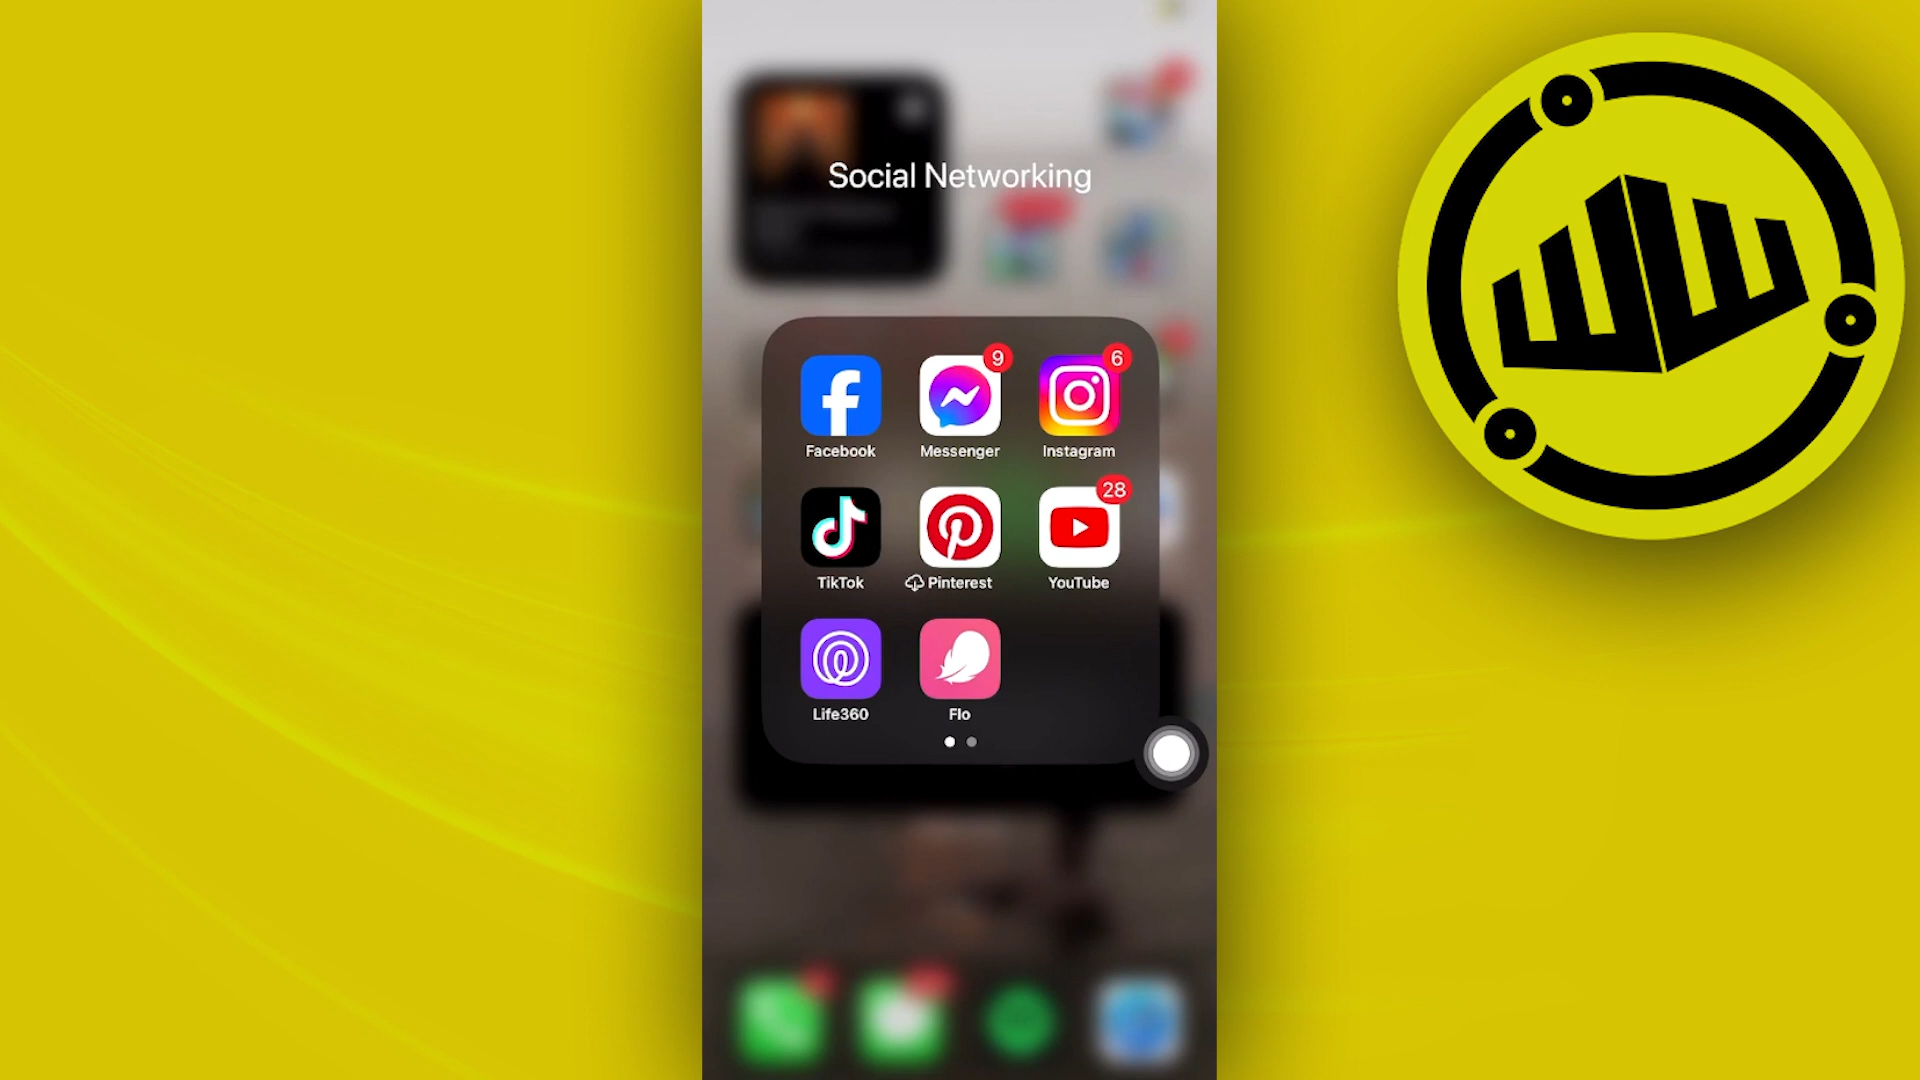 Social Networking
9
6
Facebook
Messenger
Instagram
28
TikTok
Pinterest
YouTube
Life360
Flo